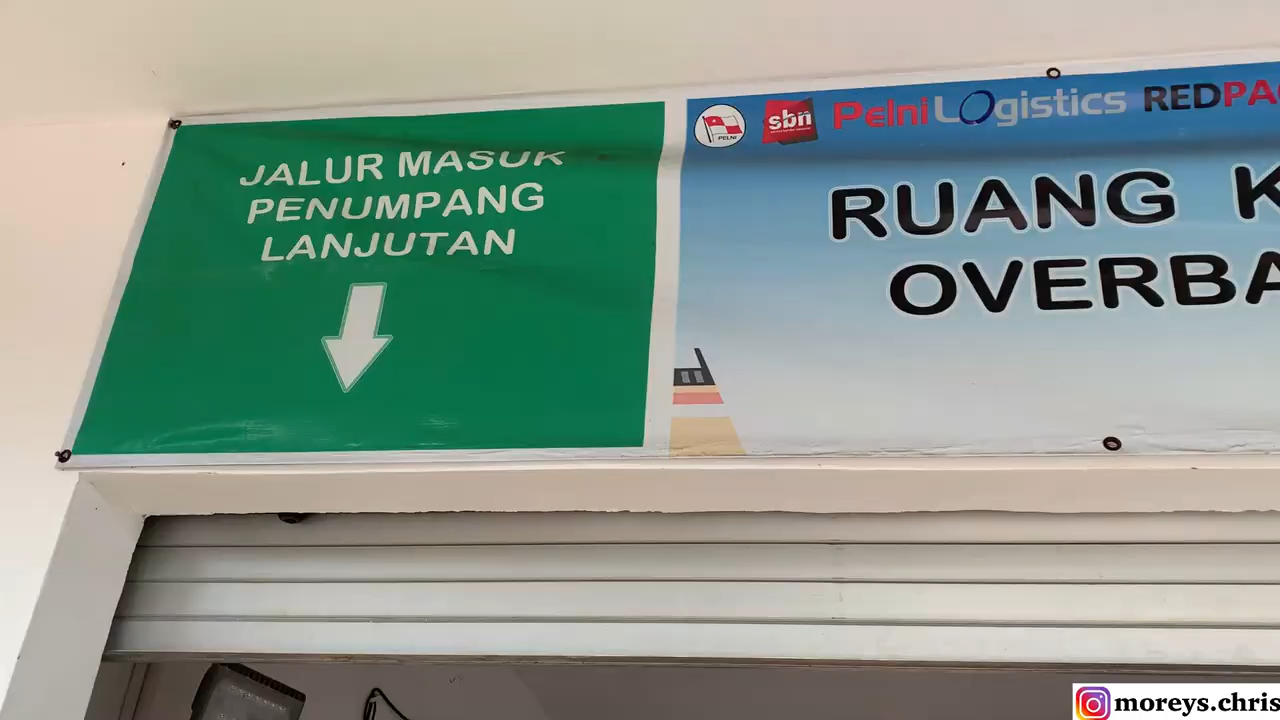 JALUR MASUK
PENUMPANG
LANJUTAN
PELNI
sbn
Pelni Logistics
RUANG
OVERBA
moreys.chris